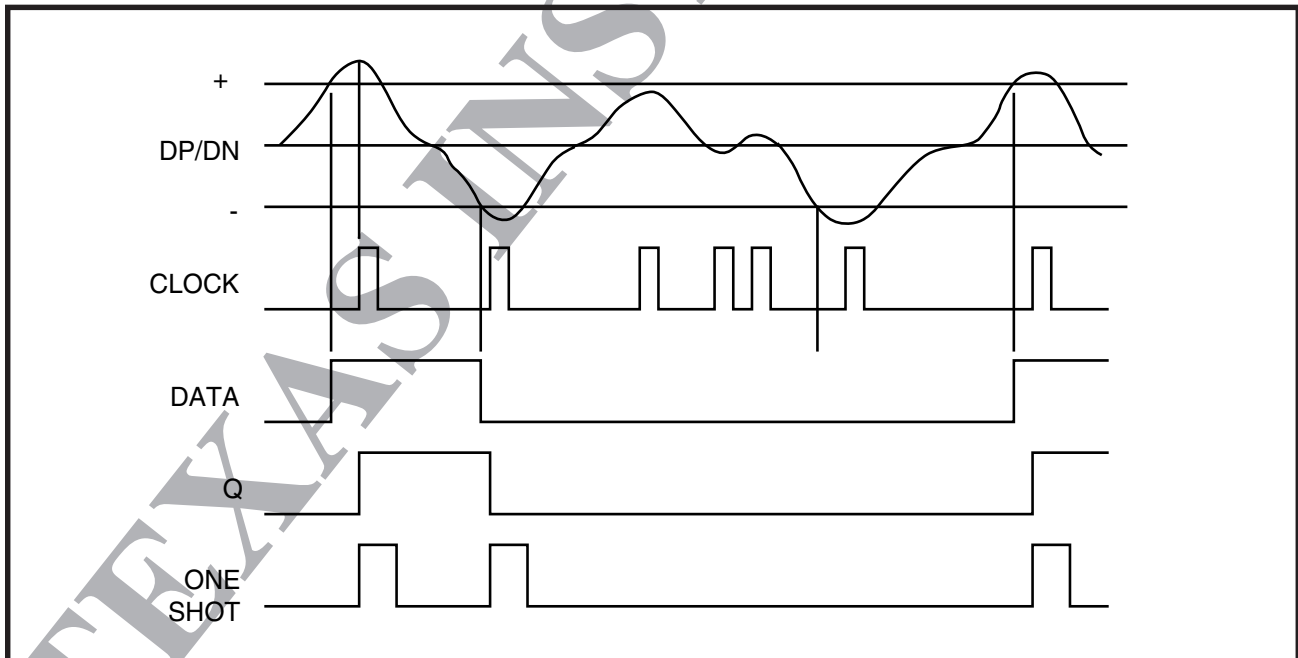 +
DP/DN
-
CLOCK
DATA
Q
ONE
SHOT
TEXAS INS